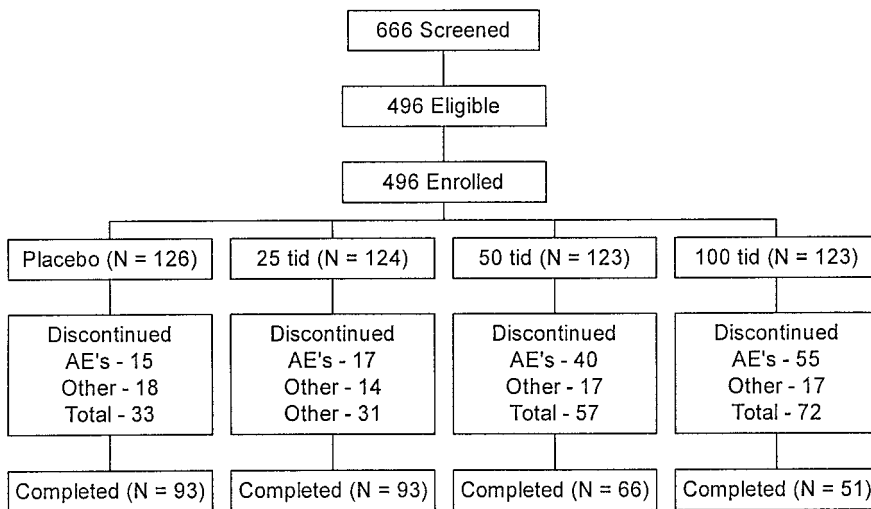 666 Screened
496 Eligible
496 Enrolled
Placebo (N = 126)
25 tid (N = 124)
50 tid (N = 123)
100 tid (N = 123)
Discontinued
AE's - 15
Other - 18
Total - 33
Discontinued
AE's - 17
Other - 14
Other - 31
Discontinued
AE's - 40
Other - 17
Total - 57
Discontinued
AE's - 55
Other - 17
Total - 72
Completed (N = 93)
Completed (N = 93)
Completed (N = 66)
Completed (N = 51)